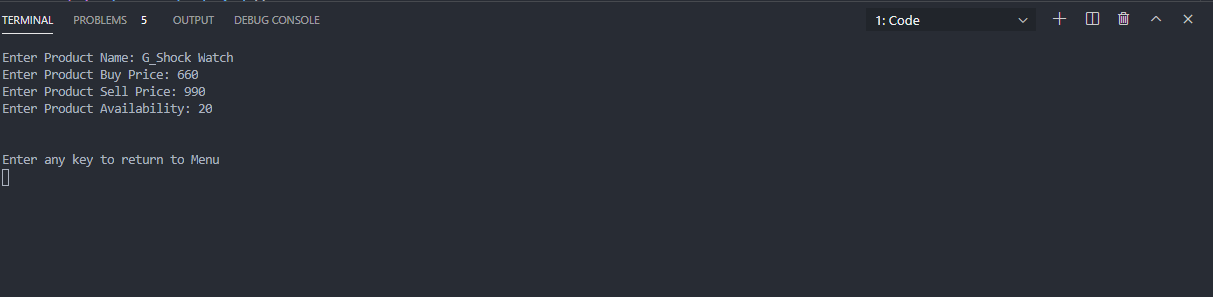 TERMINAL PROBLEMS 5 OUTPUT DEBUG CONSOLE 1: Code
Enter Product Name: G_Shock Watch
Enter Product Buy Price: 660
Enter Product Sell Price: 990
Enter Product Availability: 20
Enter any key to return to Menu